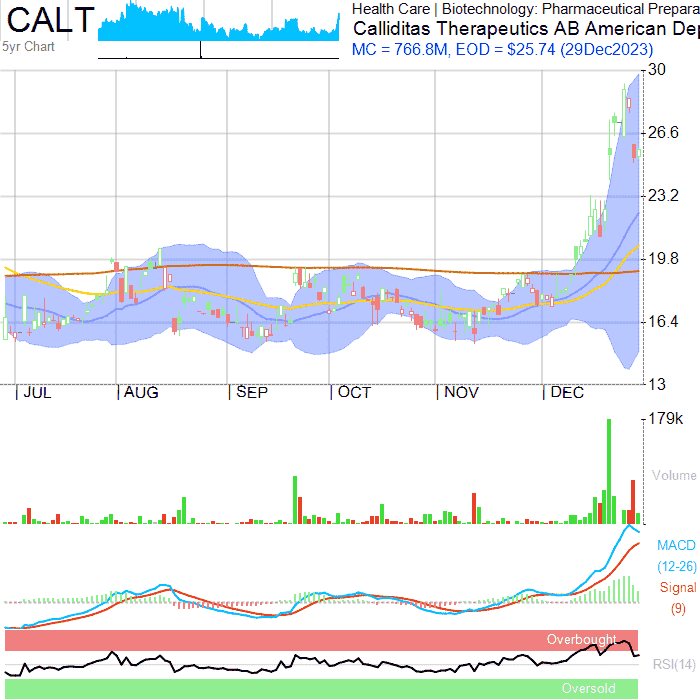 CALT
5yr Chart
Health Care | Biotechnology: Pharmaceutical Prepara
Calliditas Therapeutics AB American De
MC = 766.8M, EOD = $25.74 (29Dec2023)
30
26.6
23.2
19.8
16.4
13
JUL AUG SEP OCT NOV DEC
179k
Volume
MACD
(12-26)
Signal
(9)
Overbought
RSI(14)
Oversold